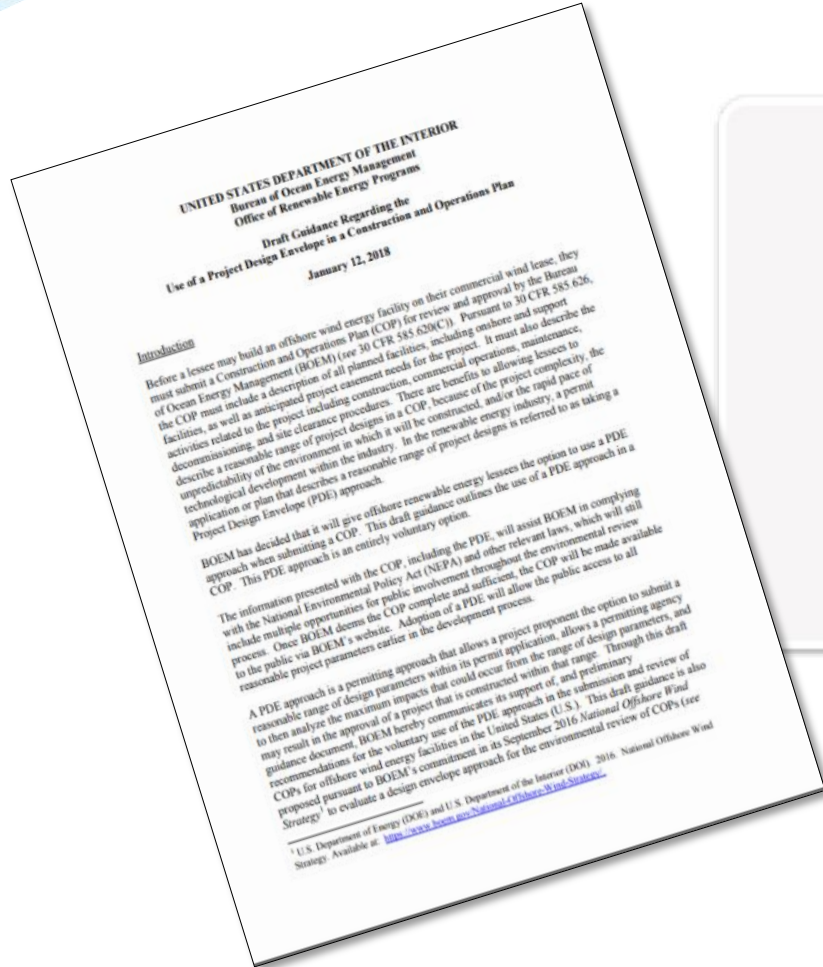 UNITED STATES DEPARTMENT OF THE INTERIOR
Bureau of Ocean Energy Management
Office of Renewable Energy Programs
Draft Guidance Regarding the
Use of a Project Design Envelope in a Construction and Operations Plan
January 12, 2018
Introduction
Before a lessee may build an offshore wind energy facility on their commercial wind lease, they
must submit a Construction and Operations Plan (COP) for review and approval by the Bureau
of Ocean Energy Management (BOEM) (see 30 CFR 585.620(C)). Pursuant to 30 CFR 585.626,
the COP must include a description of all planned facilities, including onshore and support
facilities, as well as anticipated project easement needs for the project. It must also describe the
activities related to the project including construction, commercial operations, maintenance,
decommissioning, and site clearance procedures. There are benefits to allowing lessees to
describe a reasonable range of project designs in a COP, because of the project complexity, the
unpredictability of the environment in which it will be constructed, and/or the rapid pace of
technological development within the industry. In the renewable energy industry, a permit
application or plan that describes a reasonable range of project designs is referred to as taking a
Project Design Envelope (PDE) approach.
BOEM has decided that it will give offshore renewable energy lessees the option to use a PDE
approach when submitting a COP. This draft guidance outlines the use of a PDE approach in a
COP. This PDE approach is an entirely voluntary option.
The information presented with the COP, including the PDE, will assist BOEM in complying
with the National Environmental Policy Act (NEPA) and other relevant laws, which will still
include multiple opportunities for public involvement throughout the environmental review
process. Once BOEM deems the COP complete and sufficient, the COP will be made available
to the public via BOEM's website. Adoption of a PDE will allow the public access to all
reasonable project parameters earlier in the development process.
A PDE approach is a permitting approach that allows a project proponent the option to submit a
reasonable range of design parameters within its permit application, allows a permitting agency
to then analyze the maximum impacts that could occur from the range of design parameters, and
may result in the approval of a project that is constructed within that range. Through this draft
guidance document, BOEM hereby communicates its support of, and preliminary
recommendations for the voluntary use of the PDE approach in the submission and review of
COPs for offshore wind energy facilities in the United States (U.S.). This draft guidance is also
proposed pursuant to BOEM's commitment in its September 2016 National Offshore Wind
Strategy¹ to evaluate a design envelope approach for the environmental review of COPs (see
¹ U.S. Department of Energy (DOE) and U.S. Department of the Interior (DOI). 2016. National Offshore Wind
Strategy. Available at: https://www.boem.gov/National-Offshore-Wind-Strategy/.